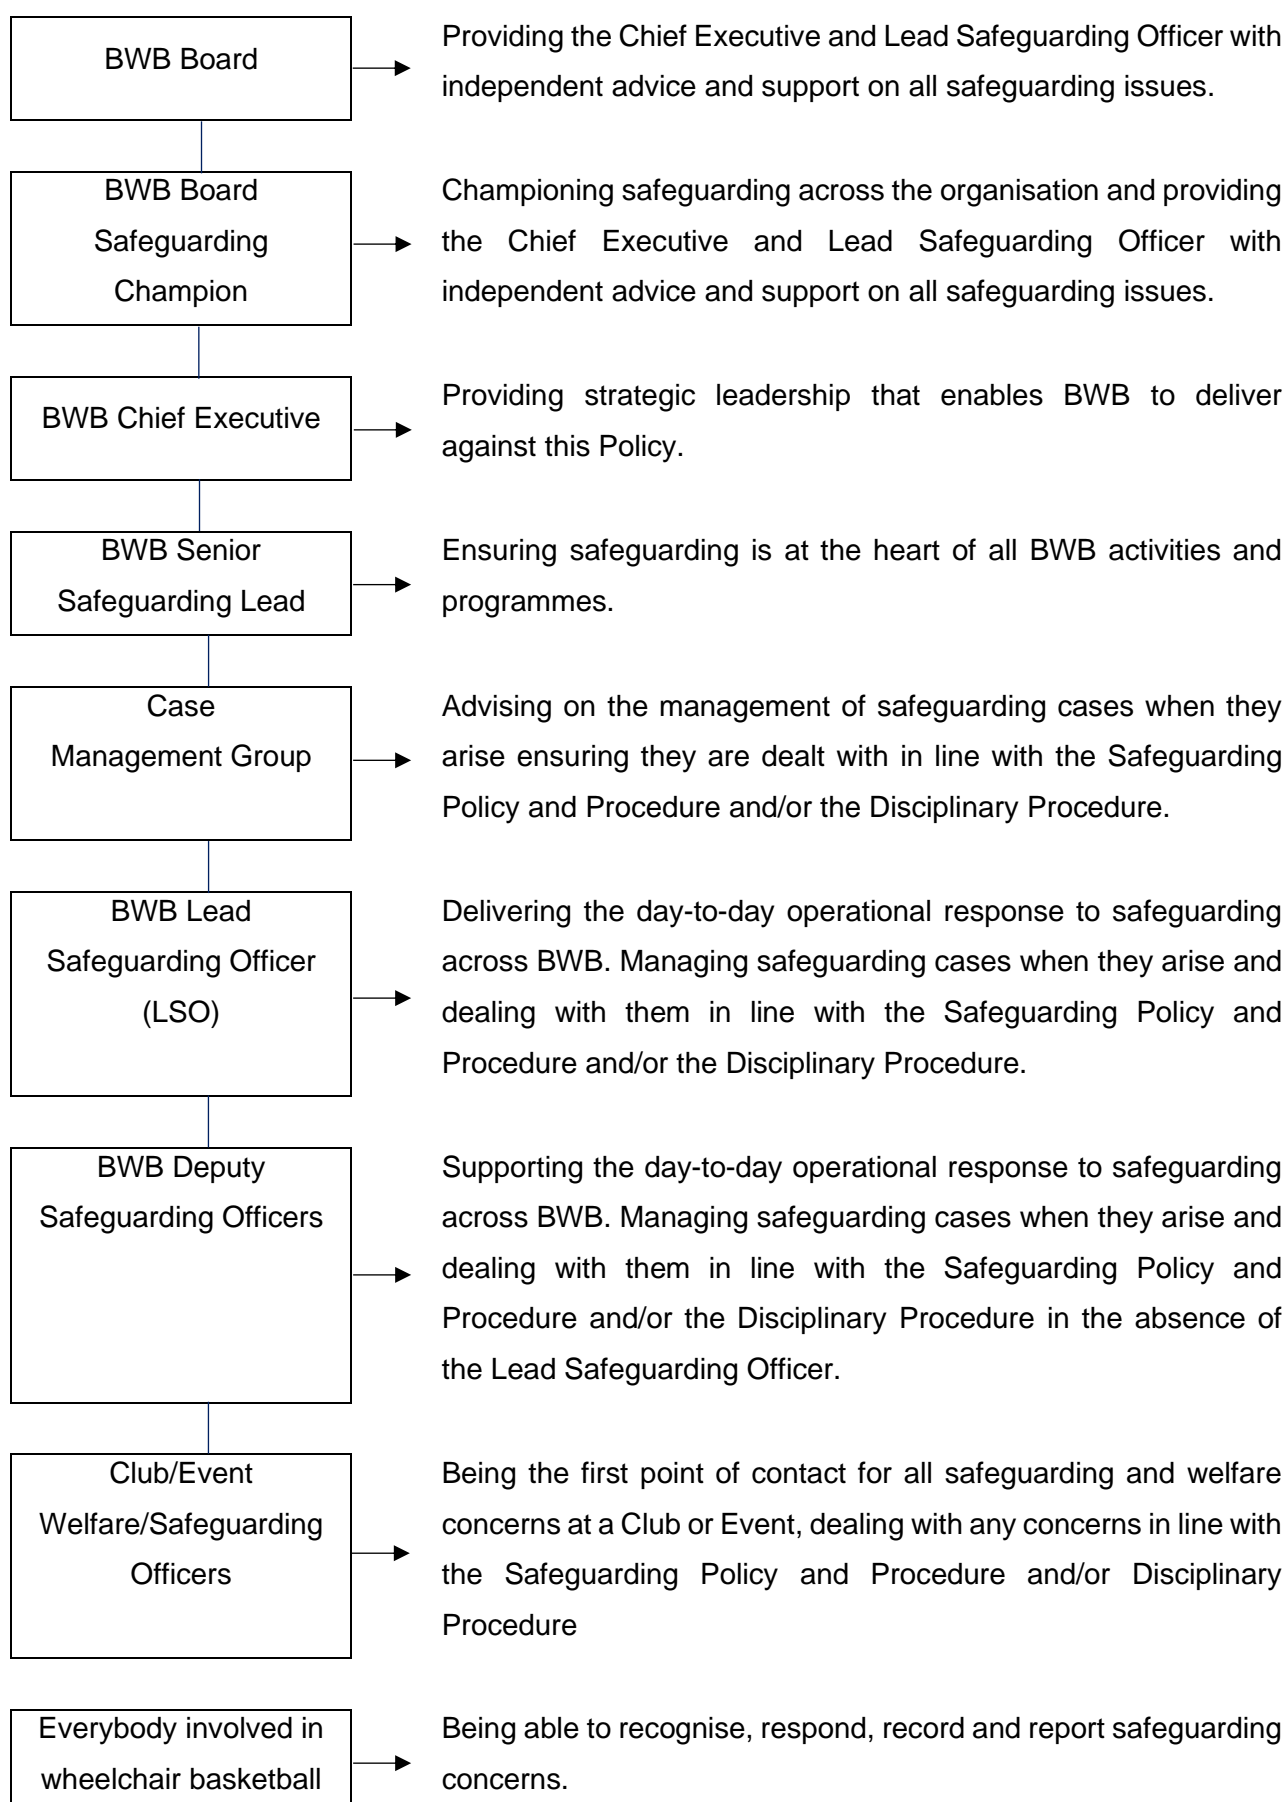 BWB Board
Providing the Chief Executive and Lead Safeguarding Officer with
independent advice and support on all safeguarding issues.
BWB Board
Safeguarding
Champion
Championing safeguarding across the organisation and providing
the Chief Executive and Lead Safeguarding Officer with
independent advice and support on all safeguarding issues.
BWB Chief Executive
Providing strategic leadership that enables BWB to deliver
against this Policy.
BWB Senior
Safeguarding Lead
Ensuring safeguarding is at the heart of all BWB activities and
programmes.
Case
Management Group
Advising on the management of safeguarding cases when they
arise ensuring they are dealt with in line with the Safeguarding
Policy and Procedure and/or the Disciplinary Procedure.
BWB Lead
Safeguarding Officer
(LSO)
Delivering the day-to-day operational response to safeguarding
across BWB. Managing safeguarding cases when they arise and
dealing with them in line with the Safeguarding Policy and
Procedure and/or the Disciplinary Procedure.
BWB Deputy
Safeguarding Officers
Supporting the day-to-day operational response to safeguarding
across BWB. Managing safeguarding cases when they arise and
dealing with them in line with the Safeguarding Policy and
Procedure and/or the Disciplinary Procedure in the absence of
the Lead Safeguarding Officer.
Club/Event
Welfare/Safeguarding
Officers
Being the first point of contact for all safeguarding and welfare
concerns at a Club or Event, dealing with any concerns in line with
the Safeguarding Policy and Procedure and/or Disciplinary
Procedure
Everybody involved in
wheelchair basketball
Being able to recognise, respond, record and report safeguarding
concerns.